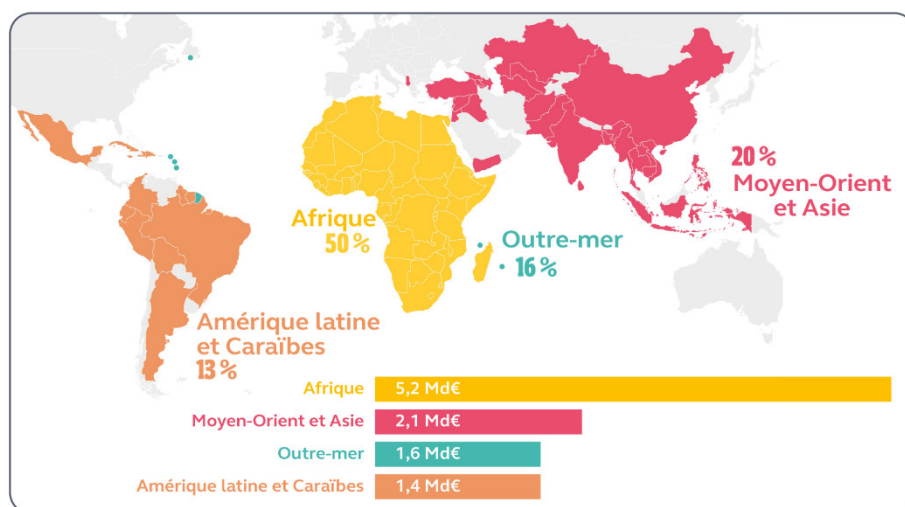 20 %
Moyen-Orient
et Asie
Afrique
50 %
Outre-mer
16 %
Amérique latine
et Caraïbes
13 %
Afrique 5,2 Md€
Moyen-Orient et Asie 2,1 Md€
Outre-mer 1,6 Md€
Amérique latine et Caraïbes 1,4 Md€